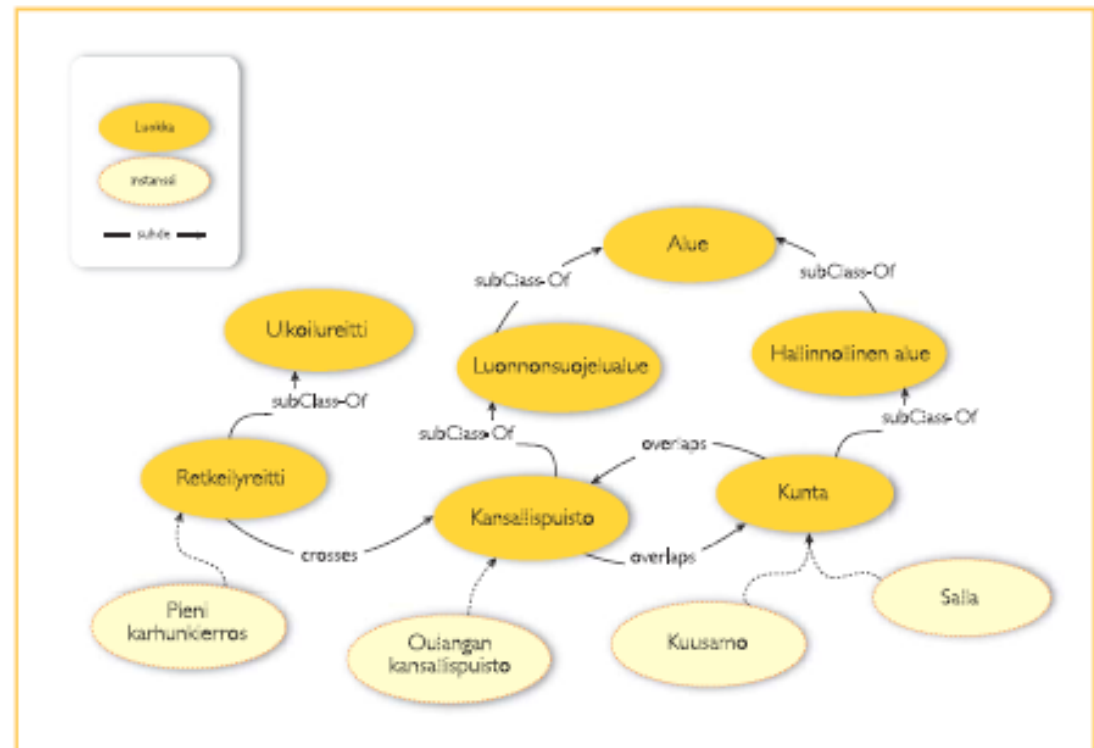 Luokka
instanssi
suhde
Alue
subClass-Of
subClass-Of
Ulkoilureitti
Luonnonsuojelualue
Hallinnollinen alue
subClass-Of
subClass-Of
subClass-Of
overlaps
Retkeilyreitti
Kansallispuisto
Kunta
crosses
overlaps
Pieni
karhunkierros
Oulangan
kansallispuisto
Kuusamo
Salla